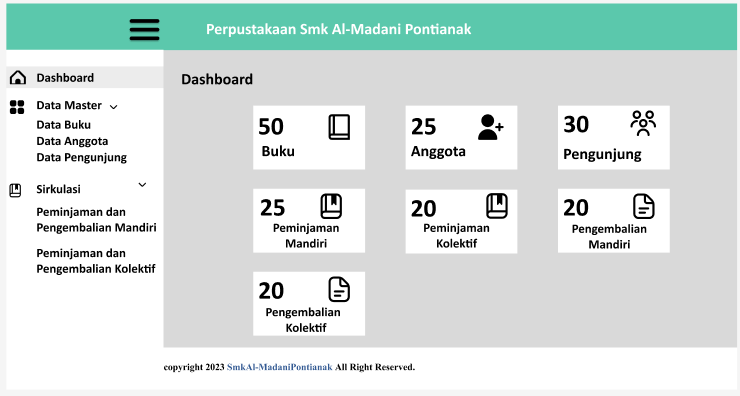 Perpustakaan Smk Al-Madani Pontianak
Dashboard
Data Master
Data Buku
Data Anggota
Data Pengunjung
Sirkulasi
Peminjaman dan
Pengembalian Mandiri
Peminjaman dan
Pengembalian Kolektif
Dashboard
50
Buku
25
Anggota
30
Pengunjung
25
Peminjaman
Mandiri
20
Peminjaman
Kolektif
20
Pengembalian
Mandiri
20
Pengembalian
Kolektif
copyright 2023 SmkAl-MadaniPontianak All Right Reserved.